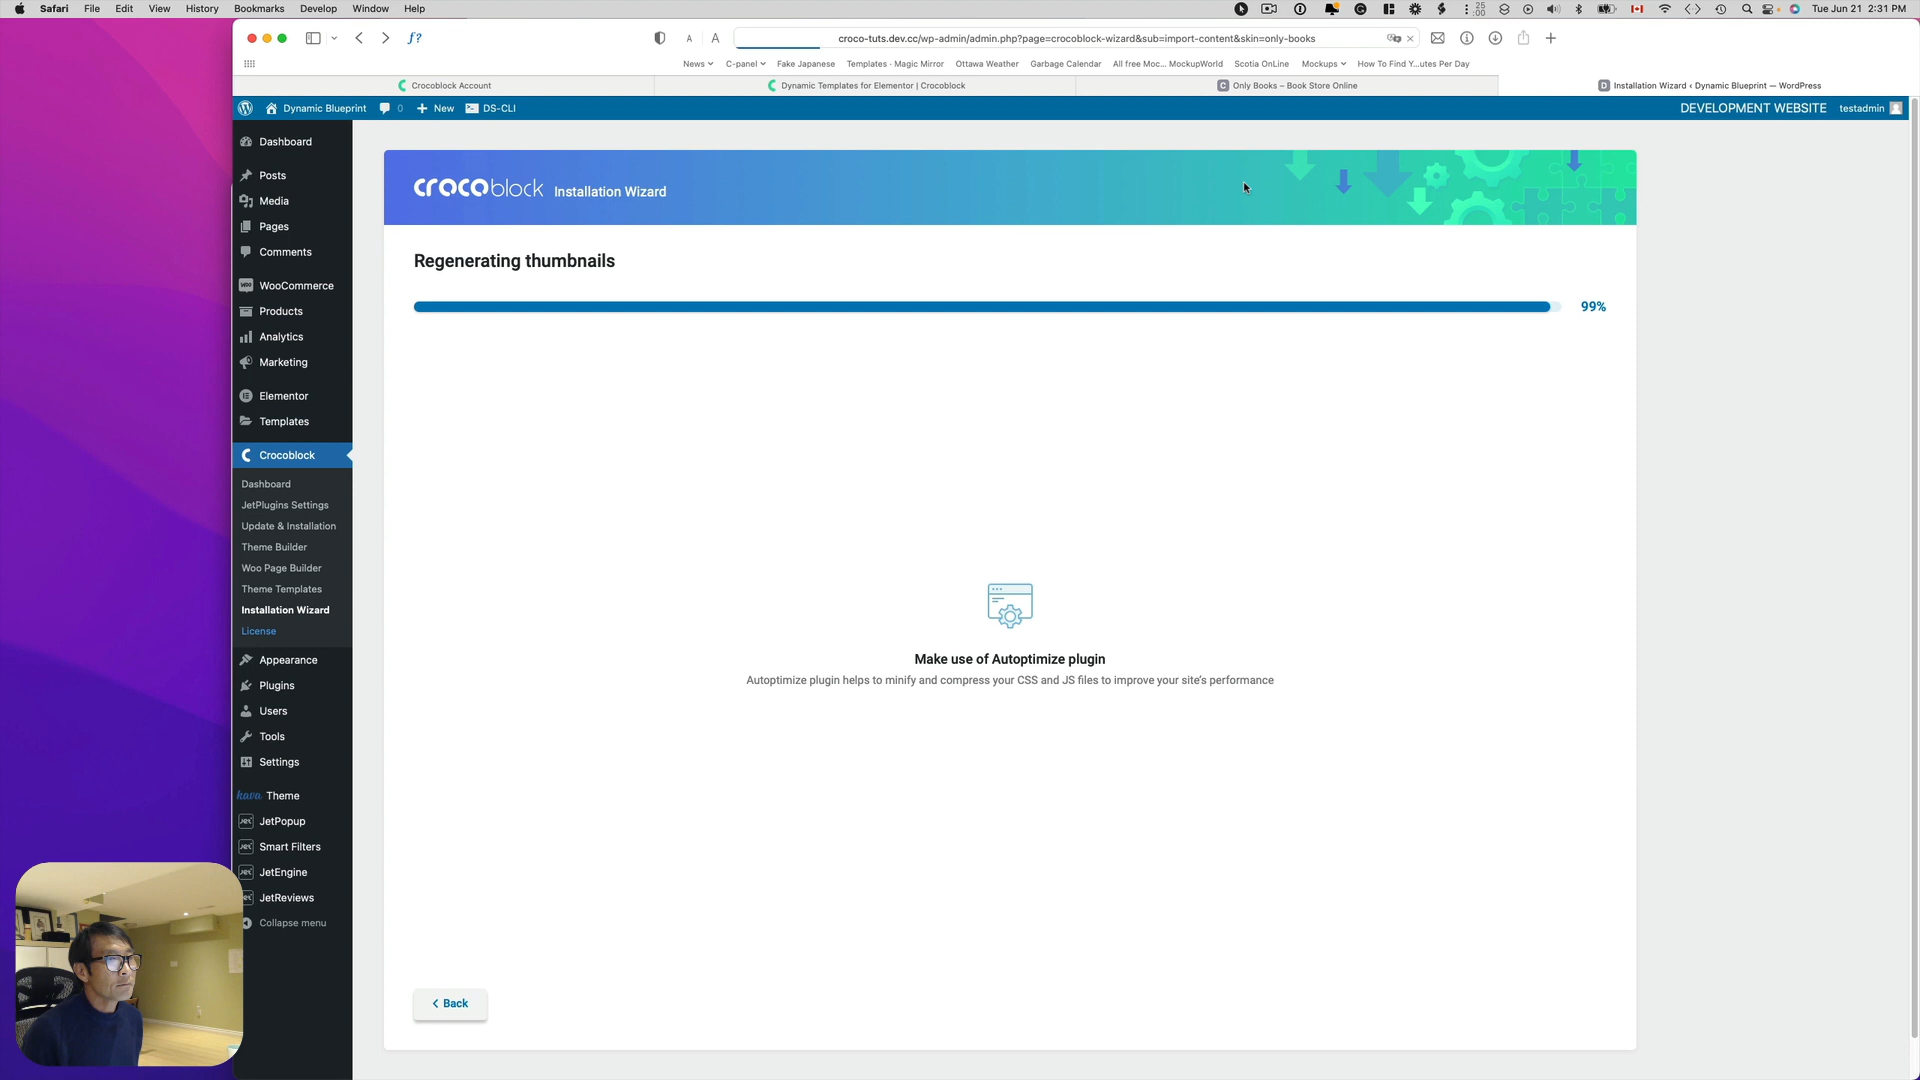 Safari File Edit View History Bookmarks Develop Window Help 25 :00 Tue Jun 21 2:31 PM
f? A A croco-tuts.dev.cc/wp-admin/admin.php?page=crocoblock-wizard&sub=import-content&skin=only-books
News C-panel Fake Japanese Templates · Magic Mirror Ottawa Weather Garbage Calendar All free Moc... MockupWorld Scotia OnLine Mockups How To Find Y...utes Per Day
Crocoblock Account Dynamic Templates for Elementor | Crocoblock Only Books – Book Store Online Installation Wizard ‹ Dynamic Blueprint — WordPress
Dynamic Blueprint 0 New DS-CLI DEVELOPMENT WEBSITE testadmin
Dashboard
Posts
Media
Pages
Comments
WooCommerce
Products
Analytics
Marketing
Elementor
Templates
Crocoblock
Dashboard
JetPlugins Settings
Update & Installation
Theme Builder
Woo Page Builder
Theme Templates
Installation Wizard
License
Appearance
Plugins
Users
Tools
Settings
kava Theme
JetPopup
Smart Filters
JetEngine
JetReviews
Collapse menu
crocoblock Installation Wizard
Regenerating thumbnails
99%
Make use of Autoptimize plugin
Autoptimize plugin helps to minify and compress your CSS and JS files to improve your site's performance
Back